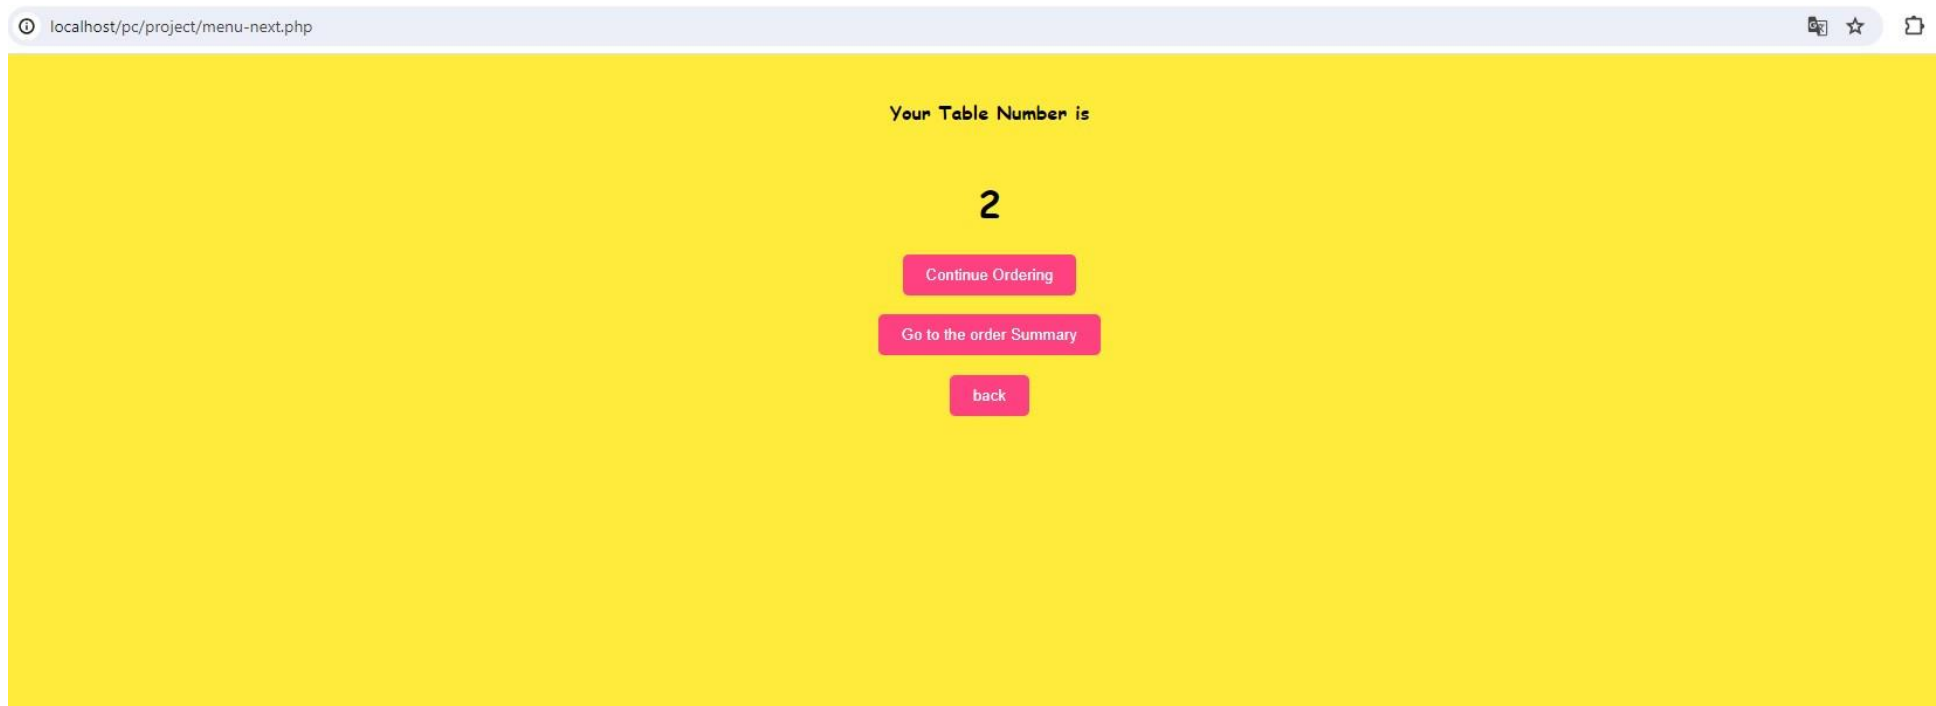 localhost/pc/project/menu-next.php
Your Table Number is
2
Continue Ordering
Go to the order Summary
back